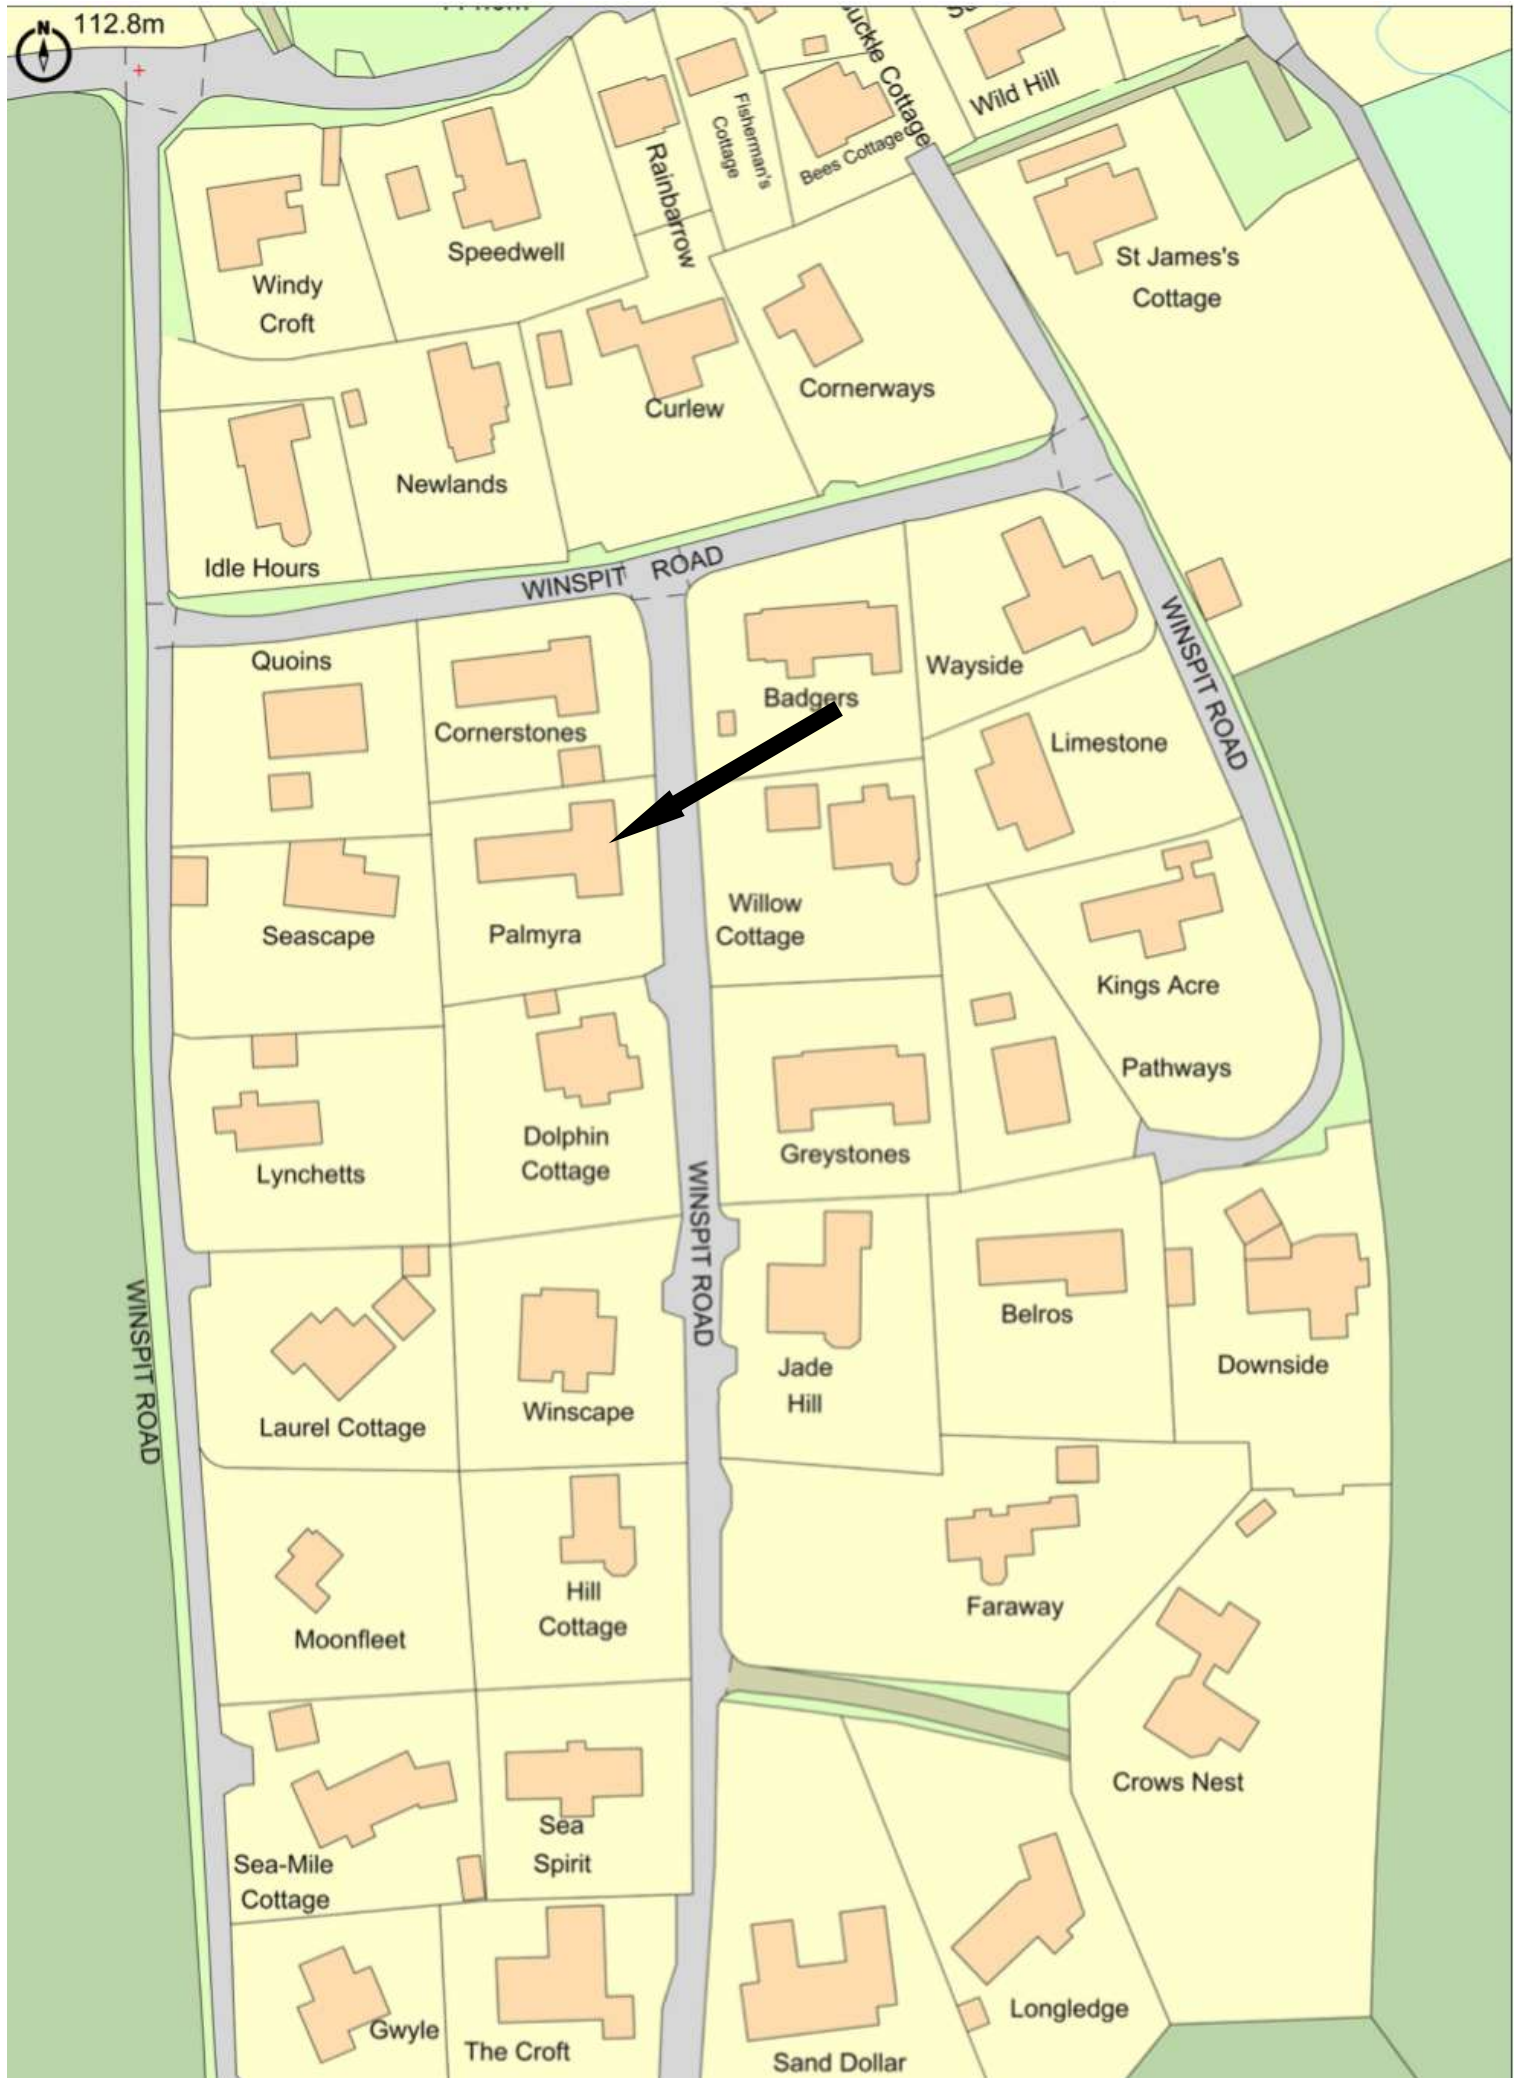 N
112.8m
uckle Cottage
Wild Hill
Fisherman's
Cottage
Bees Cottage
Rainbarrow
Speedwell
St James's
Cottage
Windy
Croft
Cornerways
Curlew
Newlands
Idle Hours
WINSPIT ROAD
Quoins
Wayside
WINSPIT ROAD
Badgers
Cornerstones
Limestone
Willow
Cottage
Seascape
Palmyra
Kings Acre
Pathways
Dolphin
Cottage
Greystones
Lynchetts
WINSPIT ROAD
Belros
WINSPIT ROAD
Jade
Hill
Downside
Laurel Cottage
Winscape
Hill
Cottage
Faraway
Moonfleet
Crows Nest
Sea
Spirit
Sea-Mile
Cottage
Longledge
Gwyle
The Croft
Sand Dollar